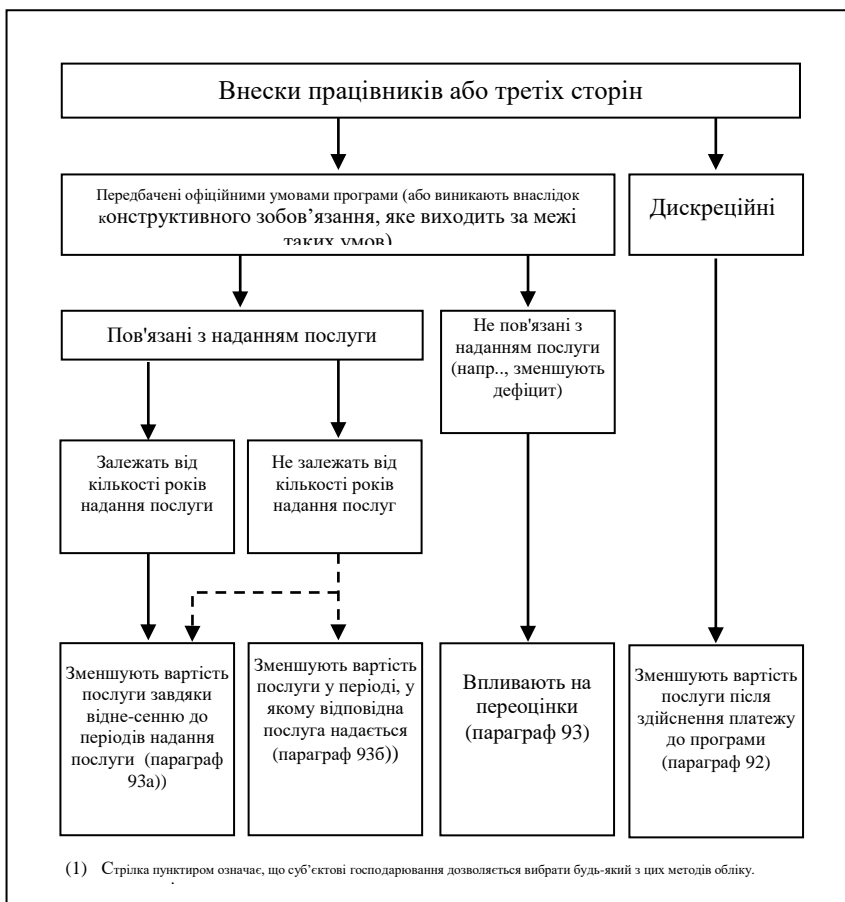 Внески працівників або третіх сторін
Передбачені офіційними умовами програми (або виникають внаслідок
конструктивного зобов’язання, яке виходить за межі
таких умов)
Дискреційні
Пов'язані з наданням послуги
Не пов'язані з
наданням послуги
(напр.., зменшують
дефіцит)
Залежать від
кількості років
надання послуги
Не залежать від
кількості років
надання послуг
Зменшують вартість
послуги завдяки
відне-сенню до
періодів надання
послуги (параграф
93а))
Зменшують вартість
послуги у періоді, у
якому відповідна
послуга надається
(параграф 93б))
Впливають на
переоцінки
(параграф 93)
Зменшують вартість
послуги після
здійснення платежу
до програми
(параграф 92)
(1) Стрілка пунктиром означає, що суб’єктові господарювання дозволяється вибрати будь-який з цих методів обліку.